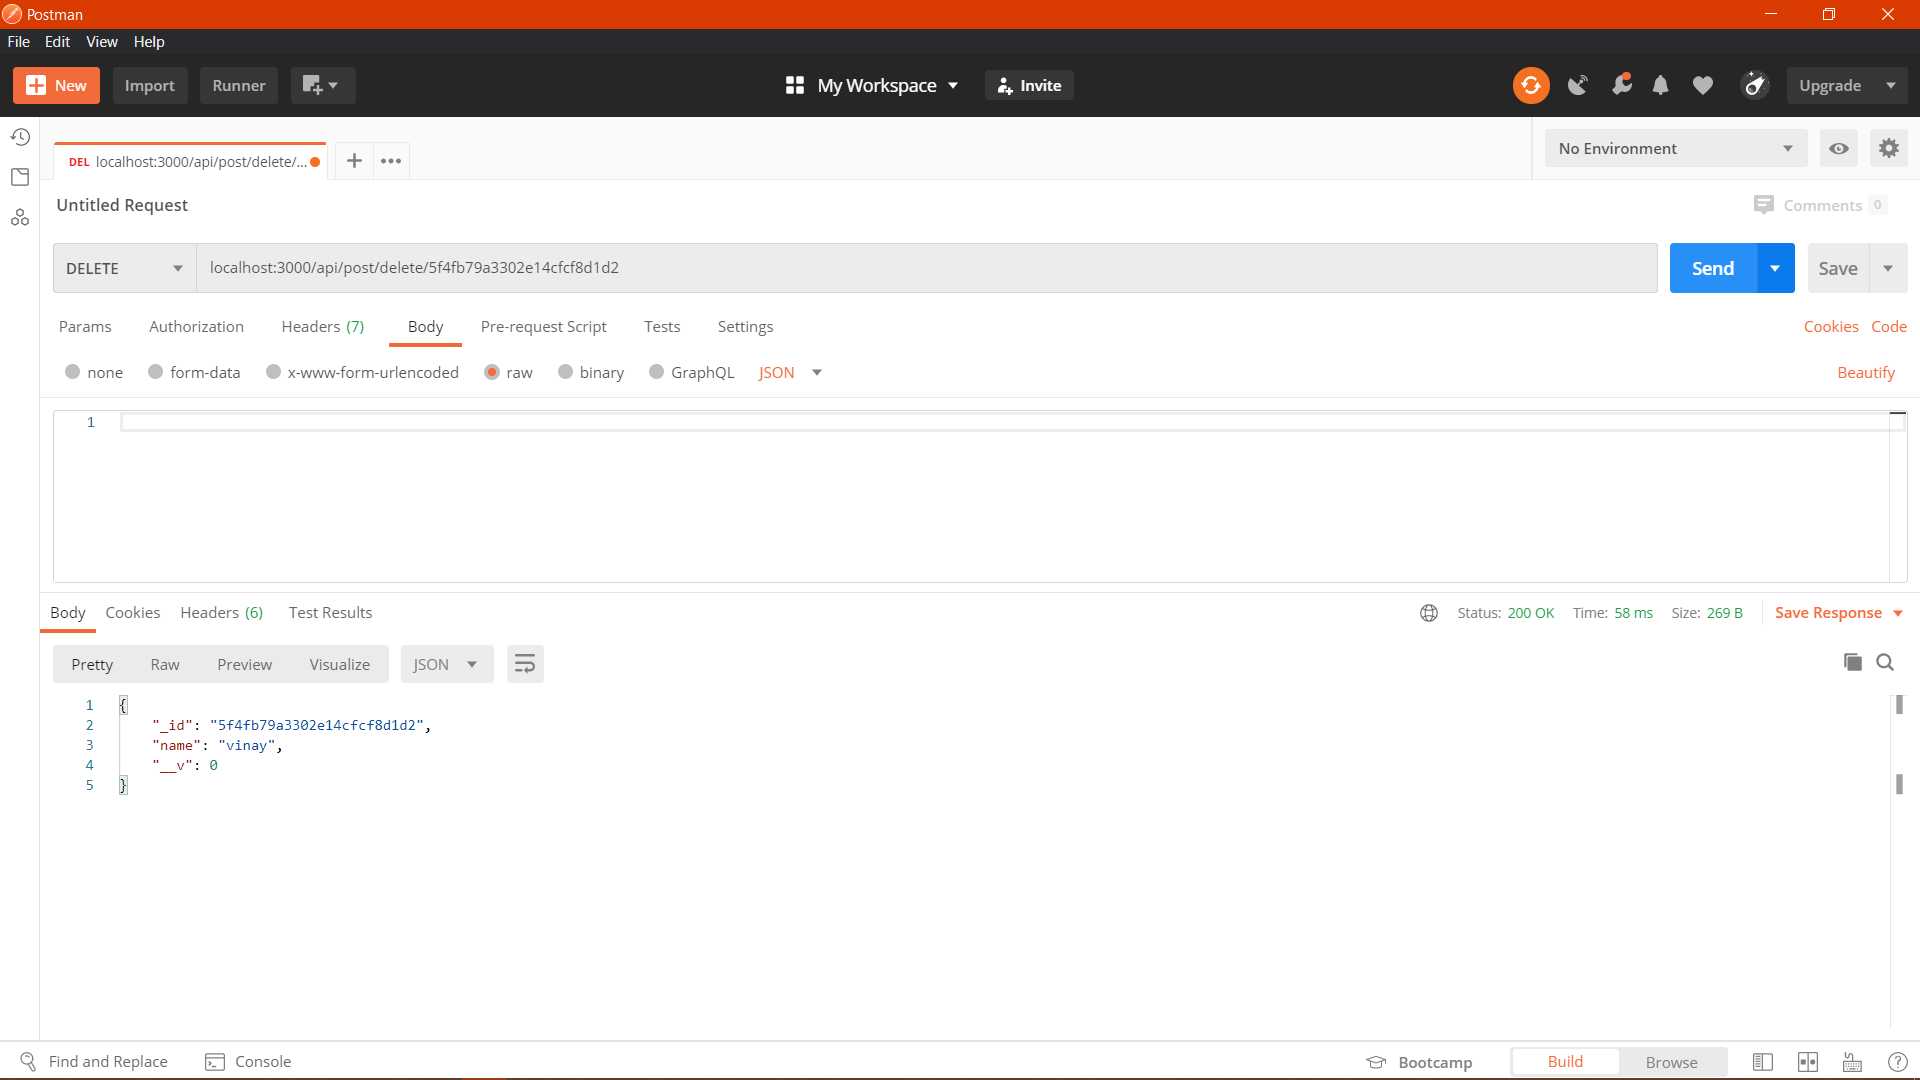 Postman
File Edit View Help
New Import Runner My Workspace Invite Upgrade
DEL localhost:3000/api/post/delete/... No Environment
Untitled Request Comments 0
DELETE localhost:3000/api/post/delete/5f4fb79a3302e14cfcf8d1d2 Send Save
Params Authorization Headers (7) Body Pre-request Script Tests Settings Cookies Code
none form-data x-www-form-urlencoded raw binary GraphQL JSON Beautify
1
Body Cookies Headers (6) Test Results Status: 200 OK Time: 58 ms Size: 269 B Save Response
Pretty Raw Preview Visualize JSON
1 {
2 "_id": "5f4fb79a3302e14cfcf8d1d2",
3 "name": "vinay",
4 "__v": 0
5 }
Find and Replace Console Bootcamp Build Browse